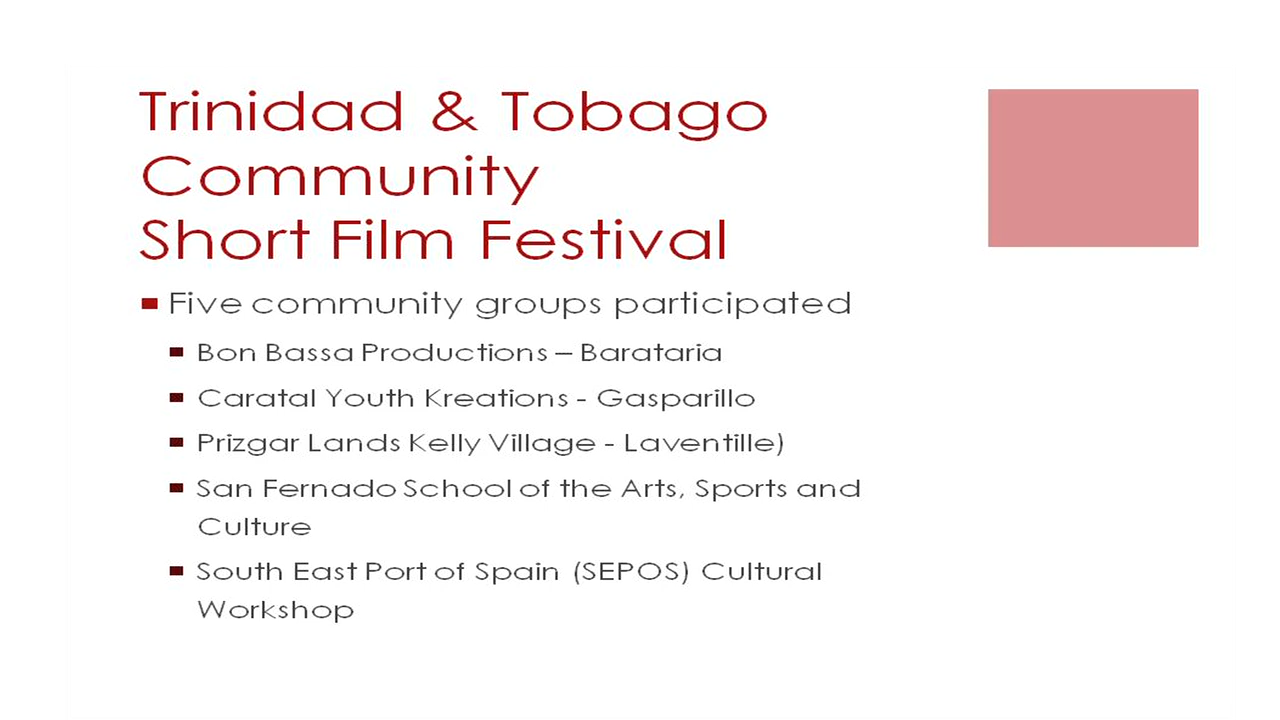 Trinidad & Tobago
Community
Short Film Festival
Five community groups participated
Bon Bassa Productions – Barataria
Caratal Youth Kreations - Gasparillo
Prizgar Lands Kelly Village - Laventille)
San Fernado School of the Arts, Sports and
Culture
South East Port of Spain (SEPOS) Cultural
Workshop